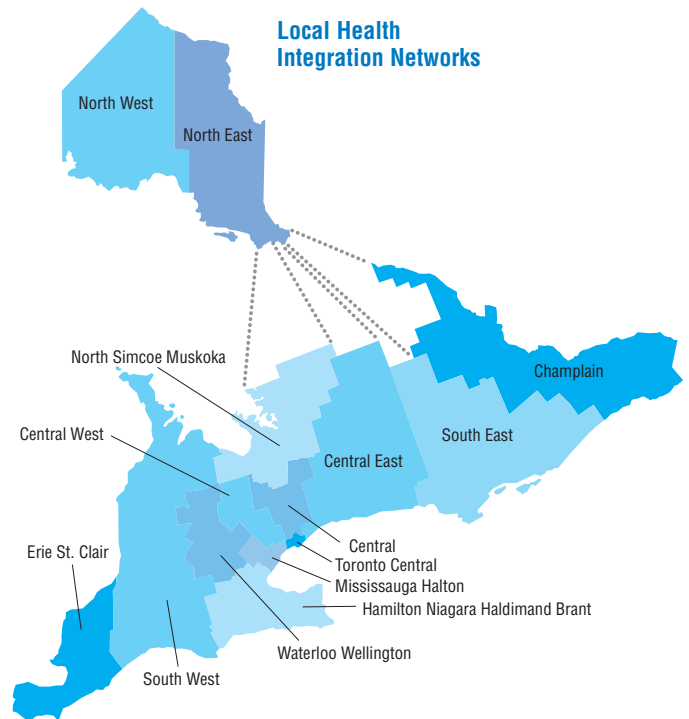 Local Health
Integration Networks
North West
North East
North Simcoe Muskoka
Champlain
Central West
South East
Central East
Erie St. Clair
Central
Toronto Central
Mississauga Halton
Hamilton Niagara Haldimand Brant
Waterloo Wellington
South West